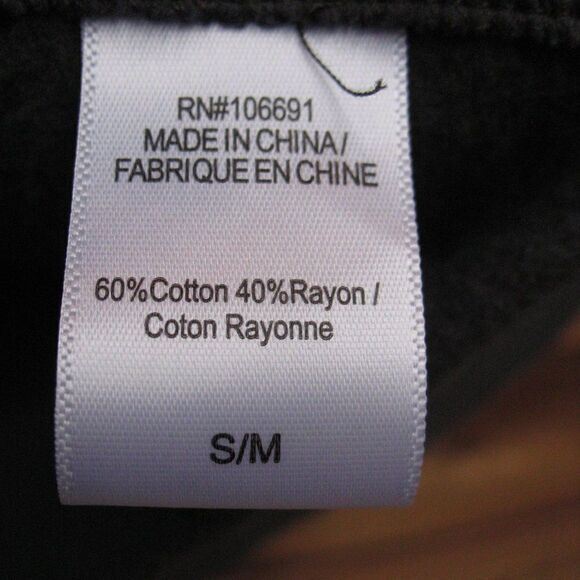 RN#106691
MADE IN CHINA/
FABRIQUE EN CHINE
60%Cotton 40%Rayon/
Coton Rayonne
S/M